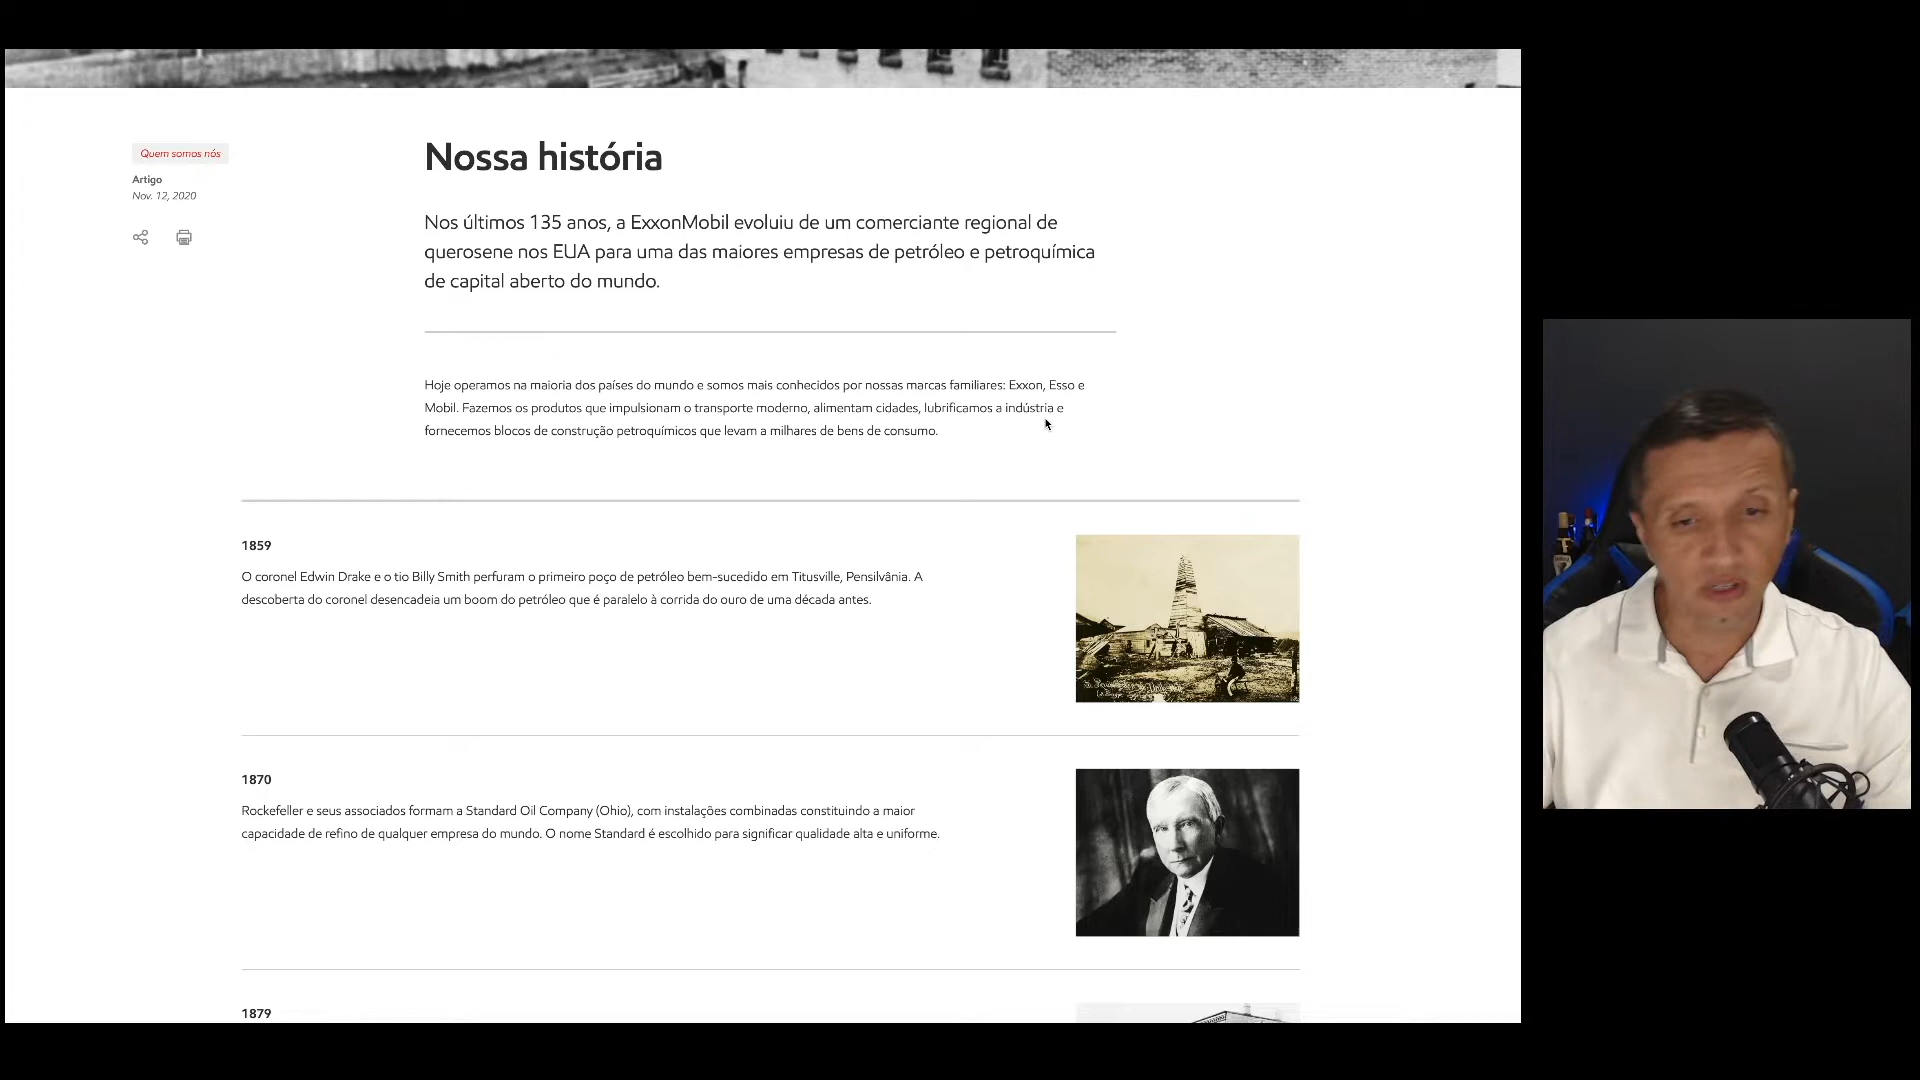 Quem somos nós
Artigo
Nov. 12, 2020
Nossa história
Nos últimos 135 anos, a ExxonMobil evoluiu de um comerciante regional de
querosene nos EUA para uma das maiores empresas de petróleo e petroquímica
de capital aberto do mundo.
Hoje operamos na maioria dos países do mundo e somos mais conhecidos por nossas marcas familiares: Exxon, Esso e
Mobil. Fazemos os produtos que impulsionam o transporte moderno, alimentam cidades, lubrificamos a indústria e
fornecemos blocos de construção petroquímicos que levam a milhares de bens de consumo.
1859
O coronel Edwin Drake e o tio Billy Smith perfuram o primeiro poço de petróleo bem-sucedido em Titusville, Pensilvânia. A
descoberta do coronel desencadeia um boom do petróleo que é paralelo à corrida do ouro de uma década antes.
1870
Rockefeller e seus associados formam a Standard Oil Company (Ohio), com instalações combinadas constituindo a maior
capacidade de refino de qualquer empresa do mundo. O nome Standard é escolhido para significar qualidade alta e uniforme.
1879